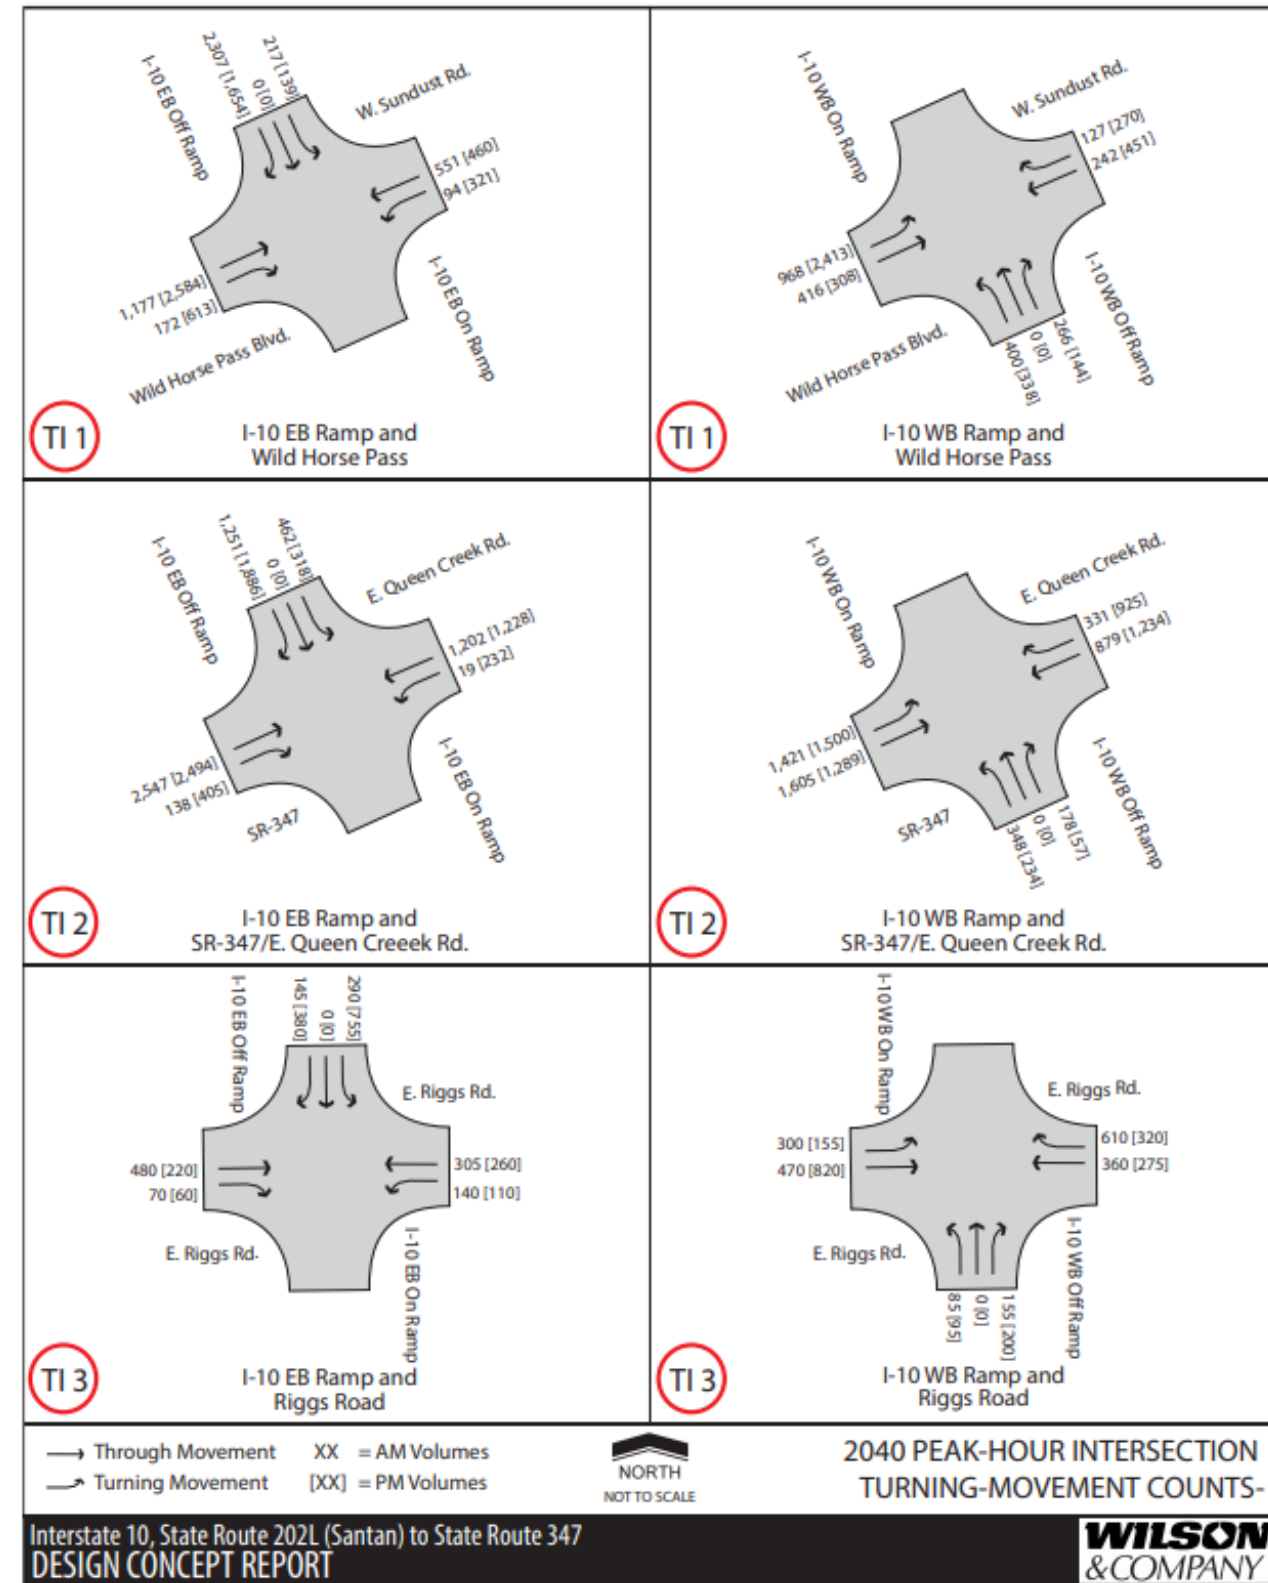 I-10 EB Off Ramp
2,307 [1,654]
0 [0]
217 [139]
W. Sundust Rd.
551 [460]
94 [321]
1,177 [2,584]
172 [613]
Wild Horse Pass Blvd.
I-10 EB On Ramp
TI 1
I-10 EB Ramp and
Wild Horse Pass
I-10 WB On Ramp
W. Sundust Rd.
127 [270]
242 [451]
968 [2,413]
416 [308]
Wild Horse Pass Blvd.
400 [338]
0 [0]
266 [144]
I-10 WB Off Ramp
TI 1
I-10 WB Ramp and
Wild Horse Pass
I-10 EB Off Ramp
1,251 [1,886]
0 [0]
462 [318]
E. Queen Creek Rd.
1,202 [1,228]
19 [232]
2,547 [2,494]
138 [405]
SR-347
I-10 EB On Ramp
TI 2
I-10 EB Ramp and
SR-347/E. Queen Creeek Rd.
I-10 WB On Ramp
E. Queen Creek Rd.
331 [925]
879 [1,234]
1,421 [1,500]
1,605 [1,289]
SR-347
348 [234]
0 [0]
178 [57]
I-10 WB Off Ramp
TI 2
I-10 WB Ramp and
SR-347/E. Queen Creek Rd.
I-10 EB Off Ramp
145 [380]
0 [0]
290 [755]
E. Riggs Rd.
480 [220]
70 [60]
305 [260]
140 [110]
E. Riggs Rd.
I-10 EB On Ramp
TI 3
I-10 EB Ramp and
Riggs Road
I-10 WB On Ramp
E. Riggs Rd.
300 [155]
470 [820]
610 [320]
360 [275]
E. Riggs Rd.
85 [95]
0 [0]
155 [200]
I-10 WB Off Ramp
TI 3
I-10 WB Ramp and
Riggs Road
Through Movement XX = AM Volumes
Turning Movement [XX] = PM Volumes
NORTH
NOT TO SCALE
2040 PEAK-HOUR INTERSECTION
TURNING-MOVEMENT COUNTS-
Interstate 10, State Route 202L (Santan) to State Route 347
DESIGN CONCEPT REPORT
WILSON
&COMPANY